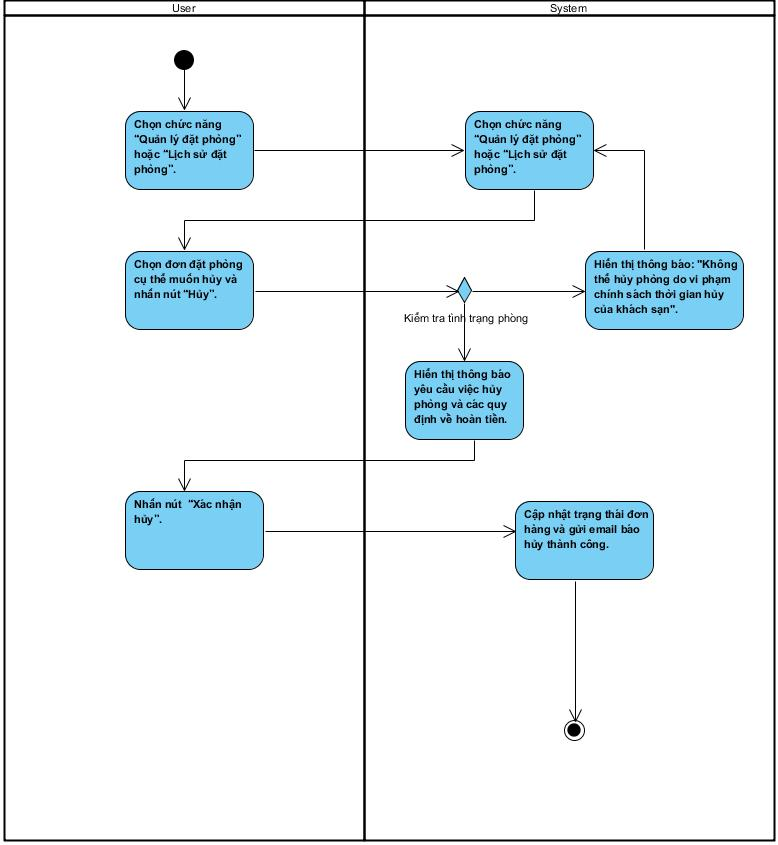 User
System
Chọn chức năng
“Quản lý đặt phòng”
hoặc “Lịch sử đặt
phòng”.
Chọn chức năng
“Quản lý đặt phòng”
hoặc “Lịch sử đặt
phòng”.
Chọn đơn đặt phòng
cụ thể muốn hủy và
nhấn nút “Hủy”.
Kiểm tra tình trạng phòng
Hiển thị thông báo: "Không
thể hủy phòng do vi phạm
chính sách thời gian hủy
của khách sạn".
Hiển thị thông báo
yêu cầu việc hủy
phòng và các quy
định về hoàn tiền.
Nhấn nút “Xác nhận
hủy”.
Cập nhật trạng thái đơn
hàng và gửi email báo
hủy thành công.